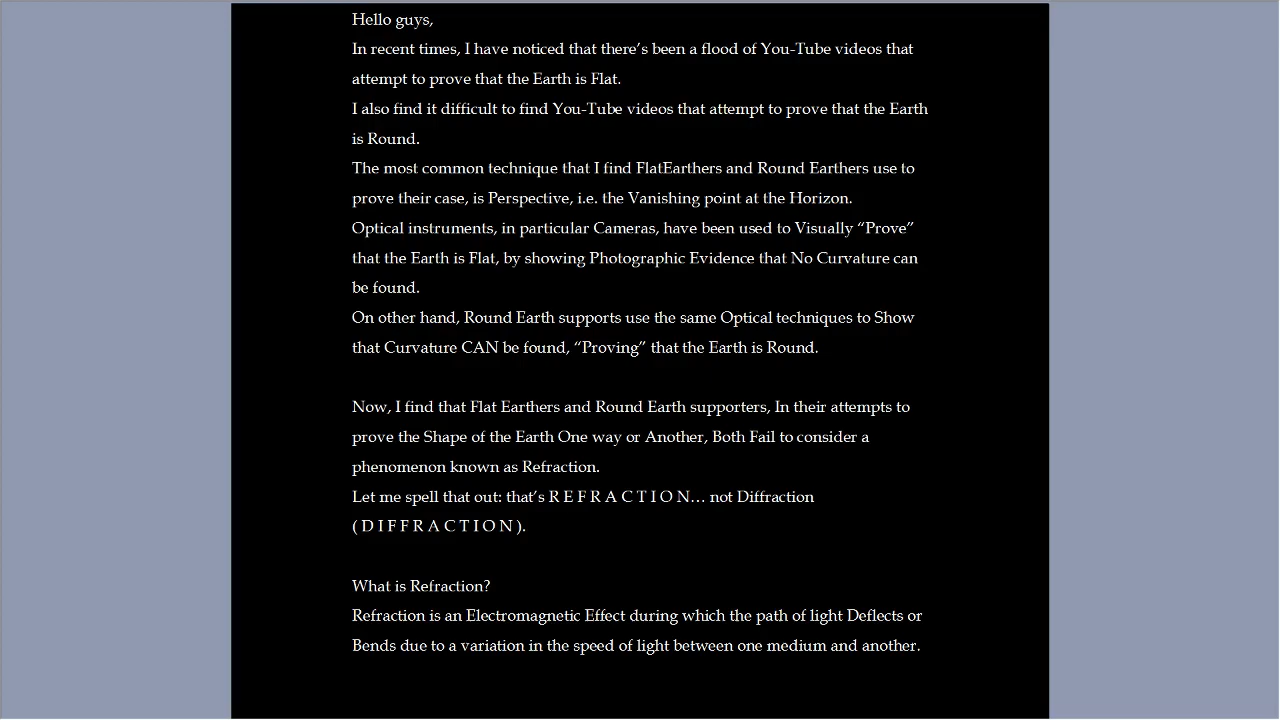 Hello guys,
In recent times, I have noticed that there’s been a flood of You-Tube videos that
attempt to prove that the Earth is Flat.
I also find it difficult to find You-Tube videos that attempt to prove that the Earth
is Round.
The most common technique that I find FlatEarthers and Round Earthers use to
prove their case, is Perspective, i.e. the Vanishing point at the Horizon.
Optical instruments, in particular Cameras, have been used to Visually “Prove”
that the Earth is Flat, by showing Photographic Evidence that No Curvature can
be found.
On other hand, Round Earth supports use the same Optical techniques to Show
that Curvature CAN be found, “Proving” that the Earth is Round.
Now, I find that Flat Earthers and Round Earth supporters, In their attempts to
prove the Shape of the Earth One way or Another, Both Fail to consider a
phenomenon known as Refraction.
Let me spell that out: that’s R E F R A C T I O N… not Diffraction
( D I F F R A C T I O N ).
What is Refraction?
Refraction is an Electromagnetic Effect during which the path of light Deflects or
Bends due to a variation in the speed of light between one medium and another.